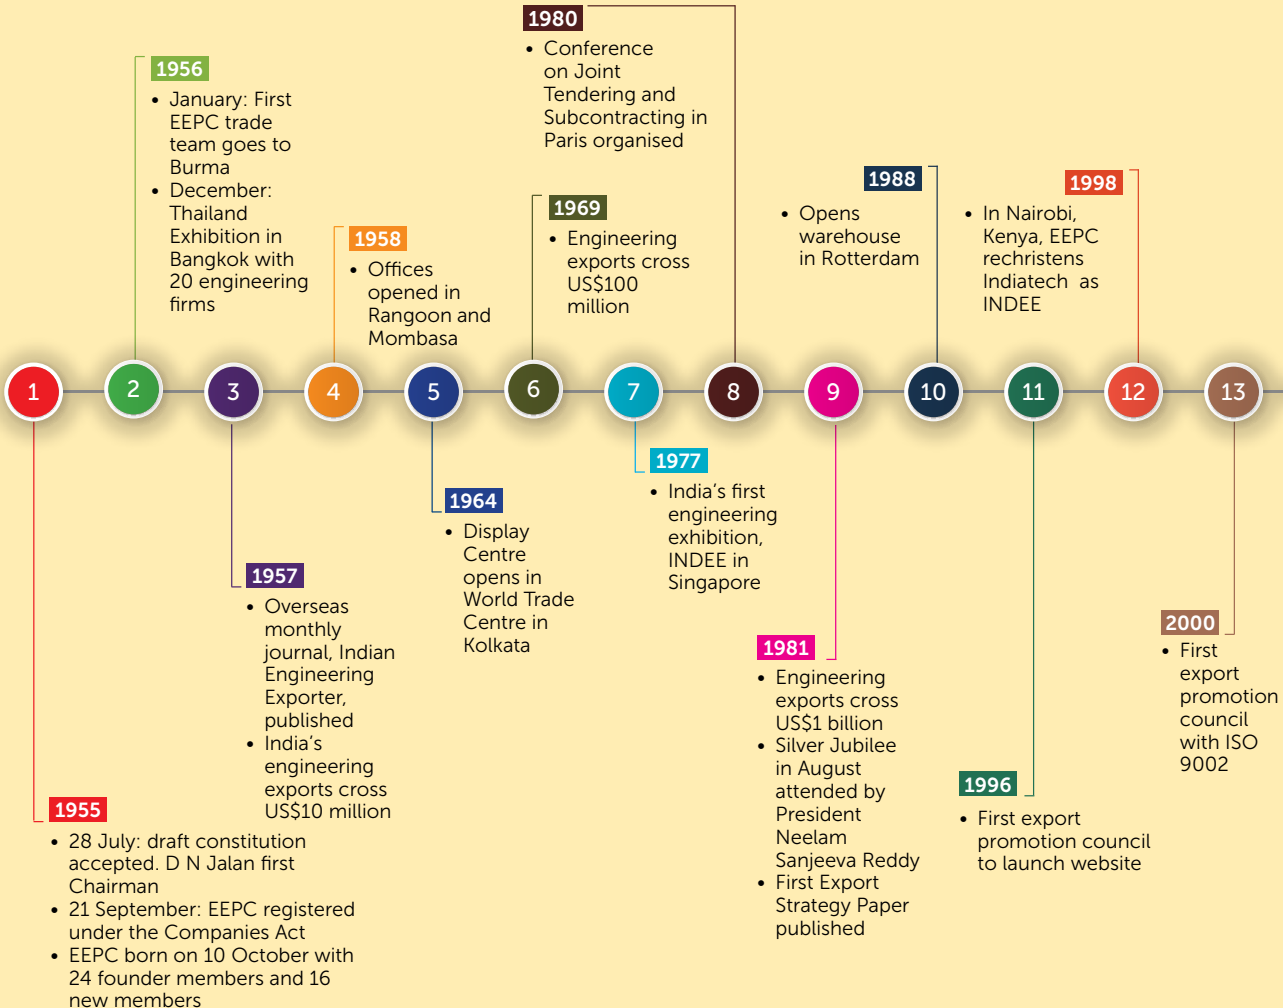 1955
• 28 July: draft constitution
accepted. D N Jalan first
Chairman
• 21 September: EEPC registered
under the Companies Act
• EEPC born on 10 October with
24 founder members and 16
new members
1956
• January: First
EEPC trade
team goes to
Burma
• December:
Thailand
Exhibition in
Bangkok with
20 engineering
firms
1957
• Overseas
monthly
journal, Indian
Engineering
Exporter,
published
• India's
engineering
exports cross
US$10 million
1958
• Offices
opened in
Rangoon and
Mombasa
1964
• Display
Centre
opens in
World Trade
Centre in
Kolkata
1969
• Engineering
exports cross
US$100
million
1977
• India's first
engineering
exhibition,
INDEE in
Singapore
1980
• Conference
on Joint
Tendering and
Subcontracting in
Paris organised
1981
• Engineering
exports cross
US$1 billion
• Silver Jubilee
in August
attended by
President
Neelam
Sanjeeva Reddy
• First Export
Strategy Paper
published
1988
• Opens
warehouse
in Rotterdam
1996
• First export
promotion council
to launch website
1998
• In Nairobi,
Kenya, EEPC
rechristens
Indiatech as
INDEE
2000
• First
export
promotion
council
with ISO
9002
1
2
3
4
5
6
7
8
9
10
11
12
13